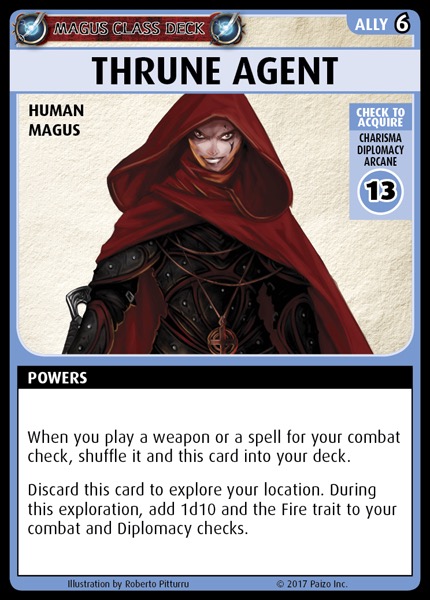 MAGUS CLASS DECK
ALLY 6
THRUNE AGENT
HUMAN
MAGUS
CHECK TO
ACQUIRE
CHARISMA
DIPLOMACY
ARCANE
13
POWERS
When you play a weapon or a spell for your combat
check, shuffle it and this card into your deck.
Discard this card to explore your location. During
this exploration, add 1d10 and the Fire trait to your
combat and Diplomacy checks.
Illustration by Roberto Pitturru
© 2017 Paizo Inc.